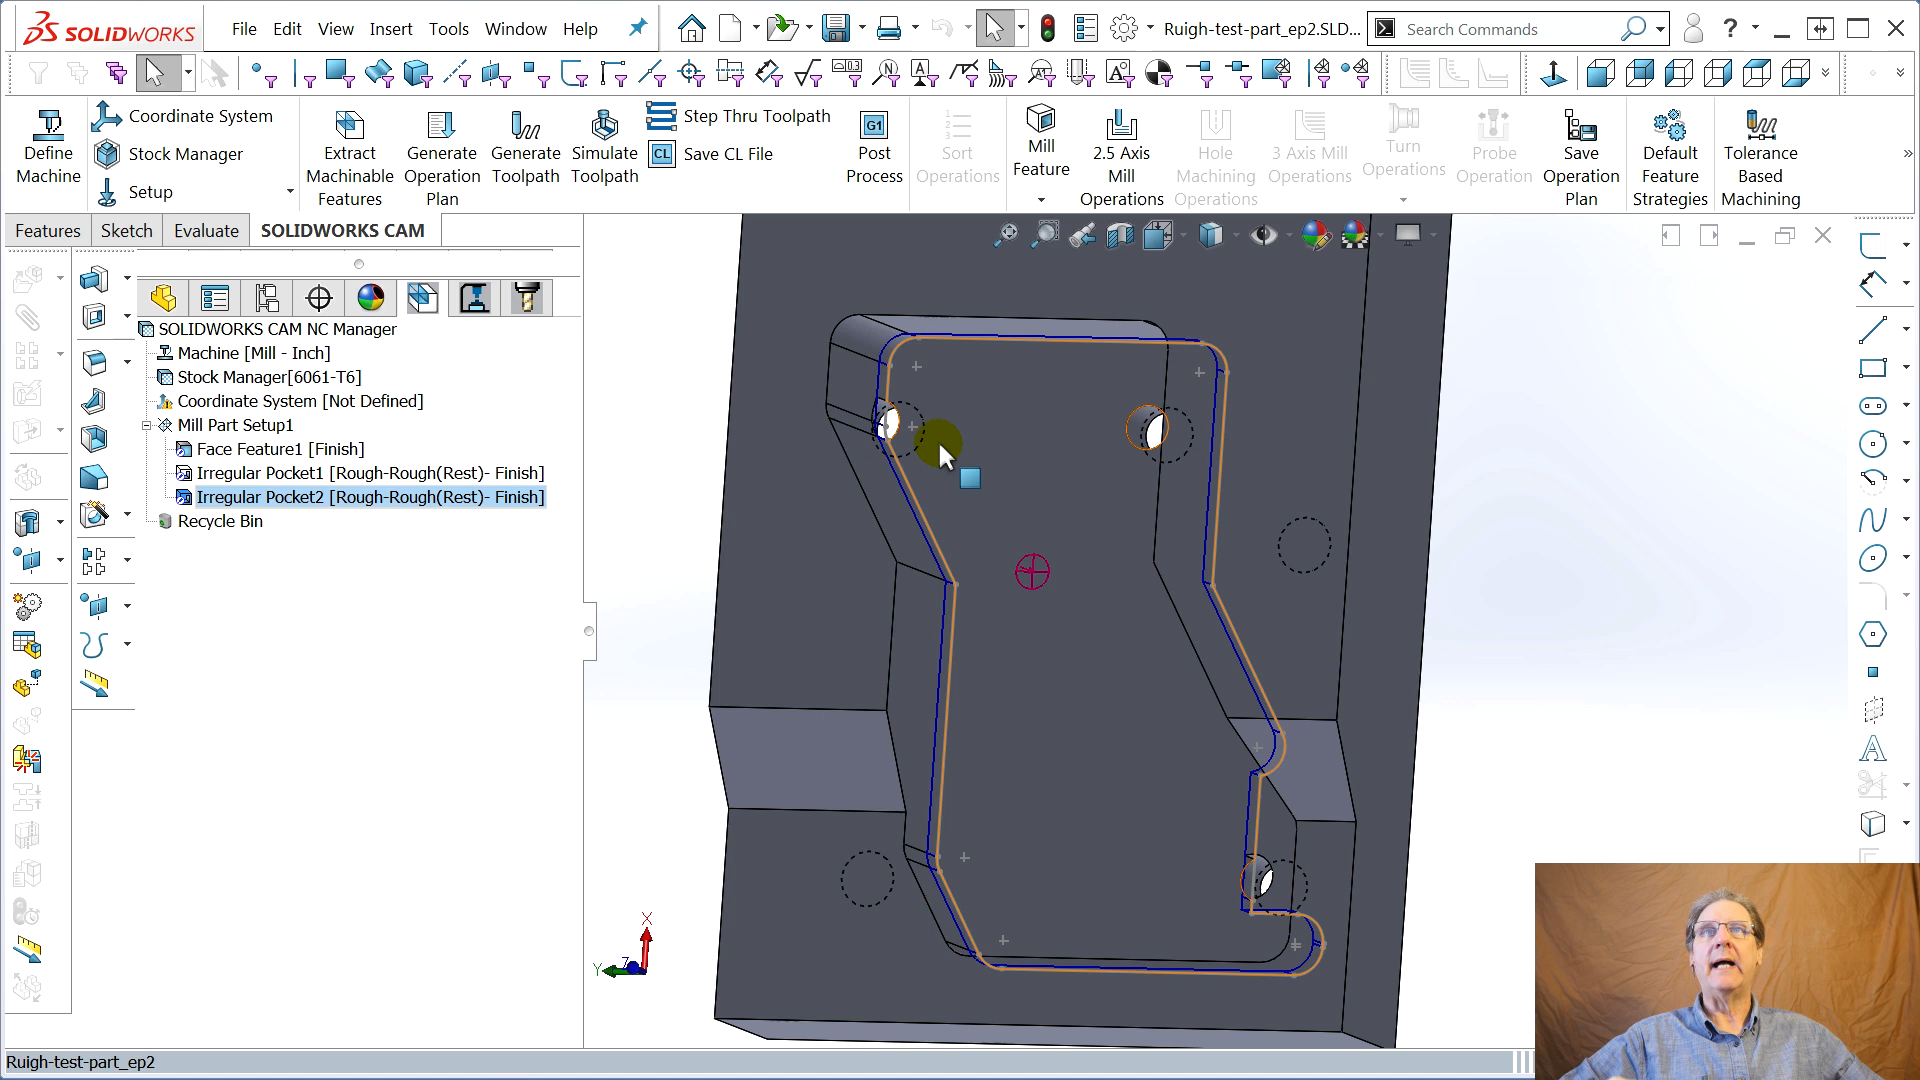 SOLIDWORKS
File Edit View Insert Tools Window Help
Ruigh-test-part_ep2.SLD...
Search Commands
Define Machine
Coordinate System
Stock Manager
Setup
Extract Machinable Features
Generate Operation Plan
Generate Toolpath
Simulate Toolpath
Step Thru Toolpath
CL Save CL File
G1 Post Process
Sort Operations
Mill Feature
2.5 Axis Mill Operations
Hole Machining Operations
3 Axis Mill Operations
Turn Operations
Probe Operation
Save Operation Plan
Default Feature Strategies
Tolerance Based Machining
Features Sketch Evaluate SOLIDWORKS CAM
SOLIDWORKS CAM NC Manager
Machine [Mill - Inch]
Stock Manager[6061-T6]
Coordinate System [Not Defined]
Mill Part Setup1
Face Feature1 [Finish]
Irregular Pocket1 [Rough-Rough(Rest)- Finish]
Irregular Pocket2 [Rough-Rough(Rest)- Finish]
Recycle Bin
X
Y
Z
Ruigh-test-part_ep2